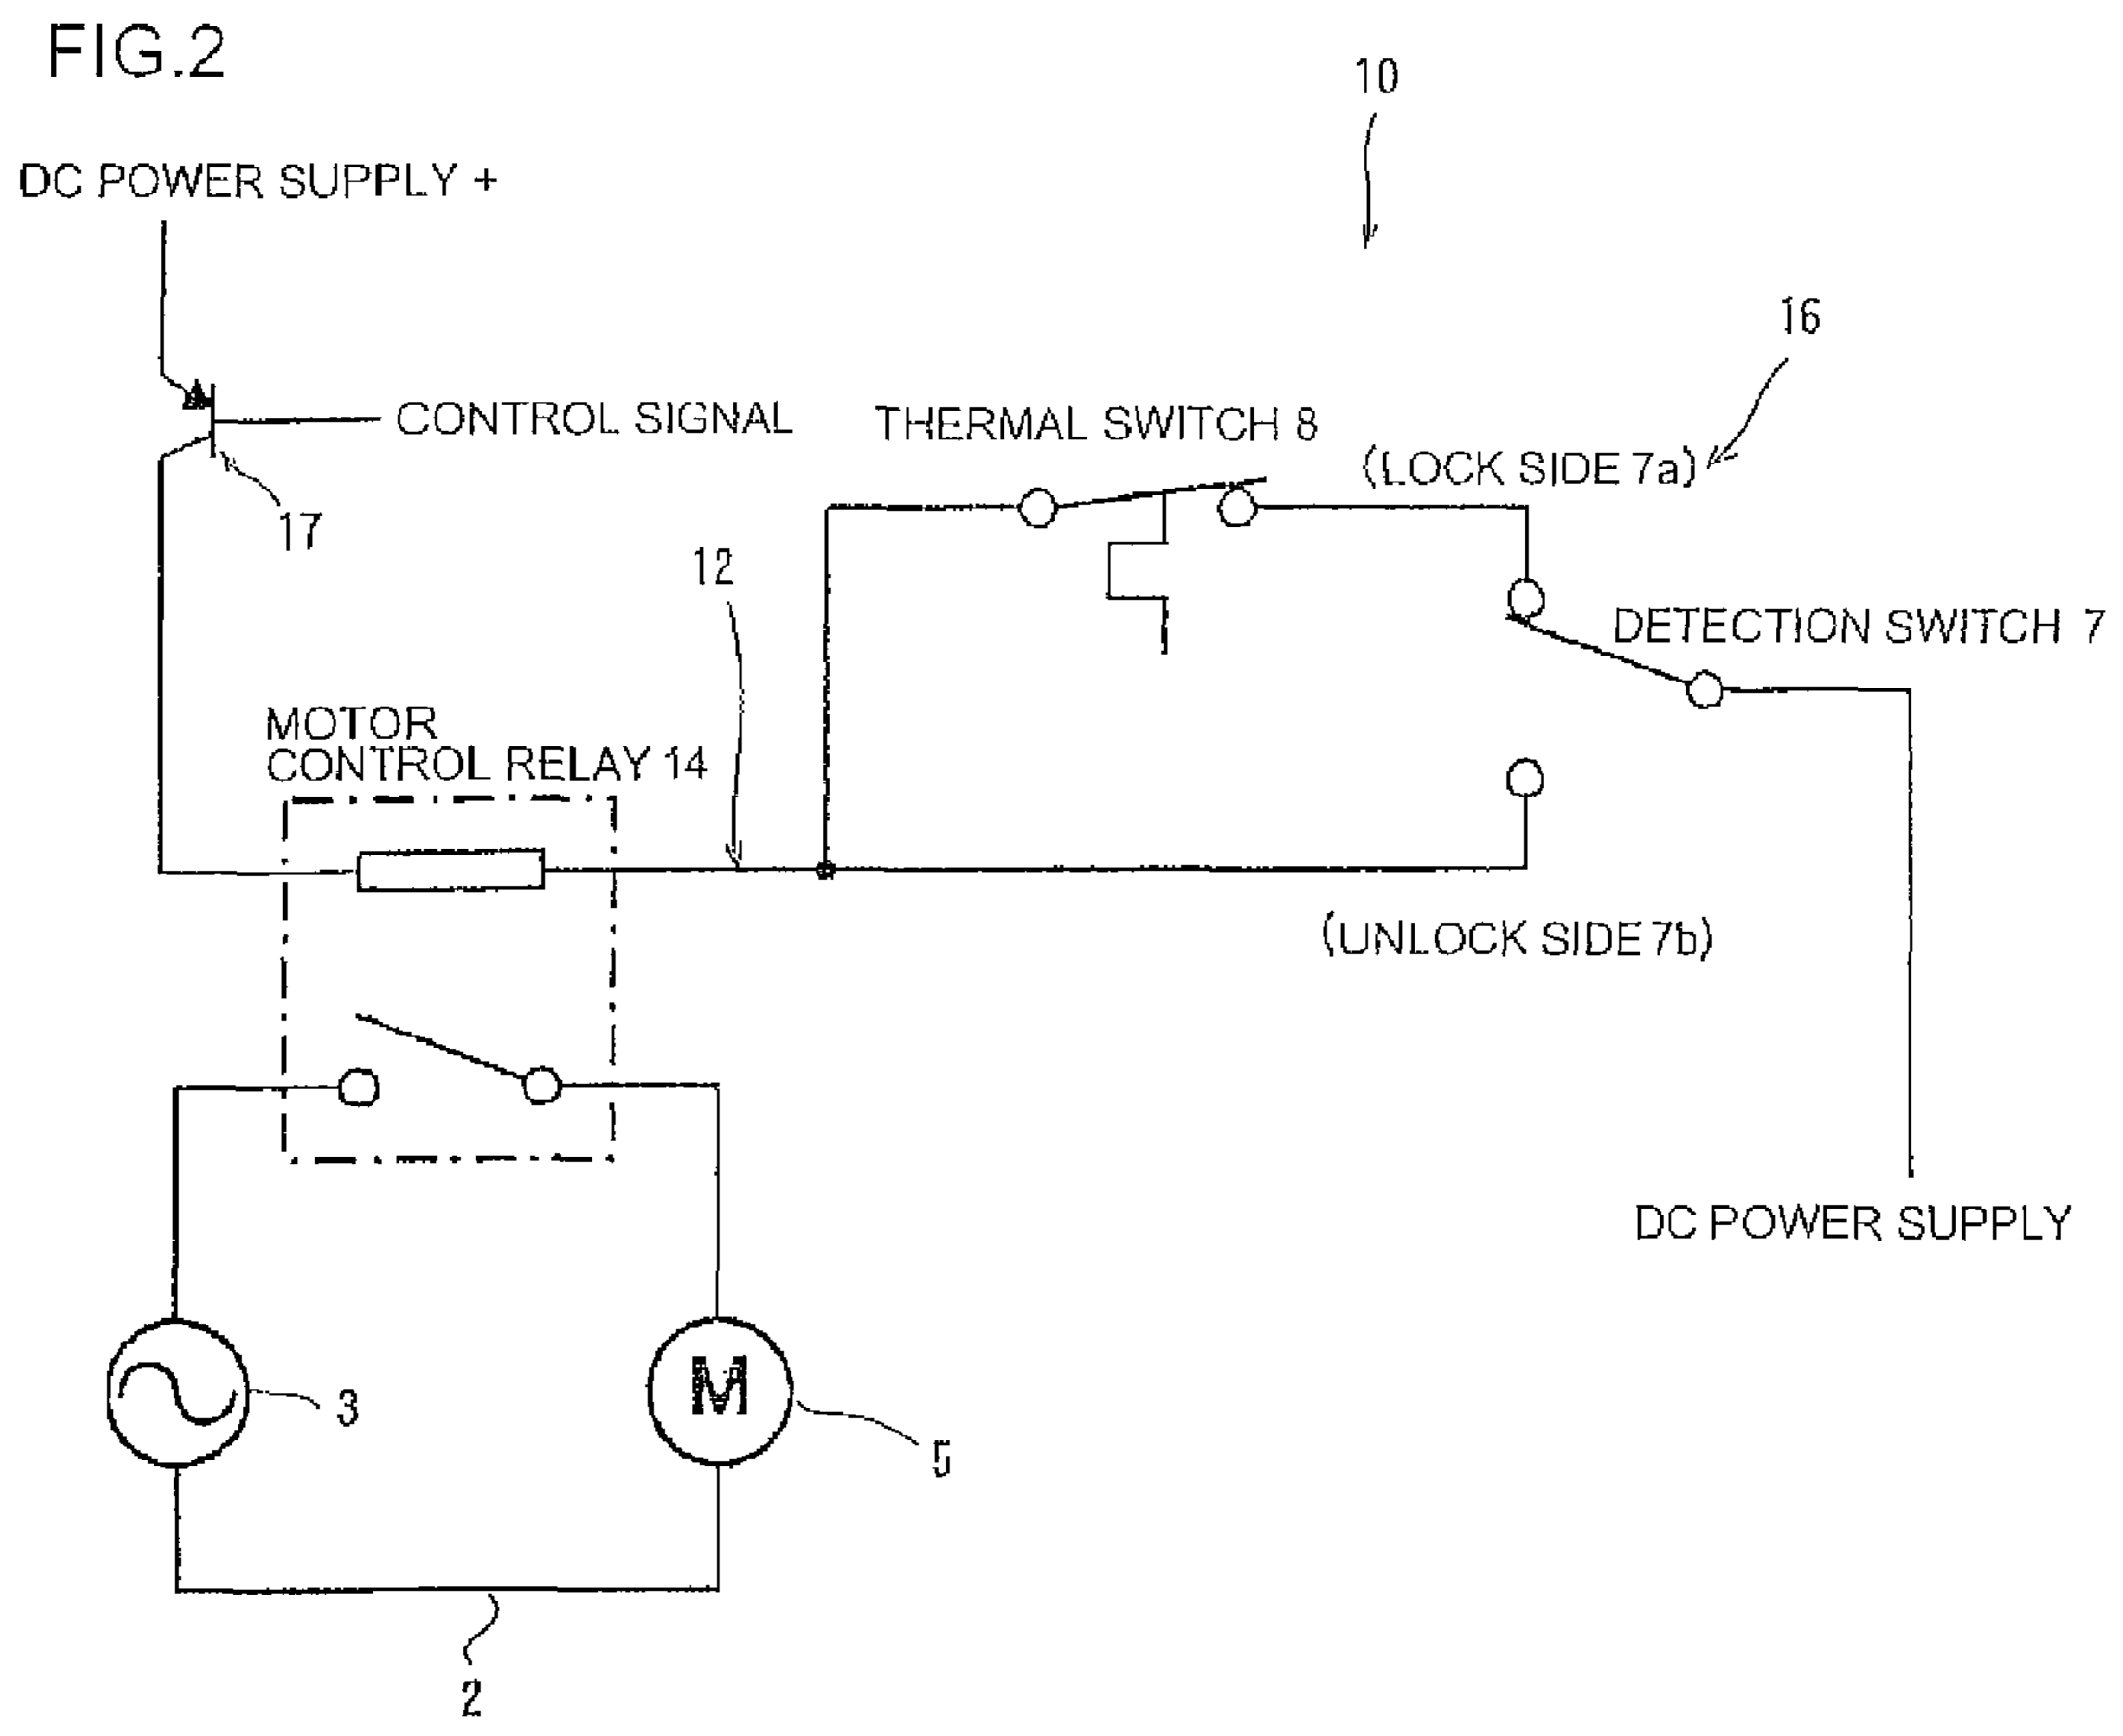 FIG.2
10
DC POWER SUPPLY +
16
CONTROL SIGNAL
THERMAL SWITCH 8
(LOCK SIDE 7a)
17
12
DETECTION SWITCH 7
MOTOR
CONTROL RELAY 14
(UNLOCK SIDE 7b)
DC POWER SUPPLY
M
3
5
2